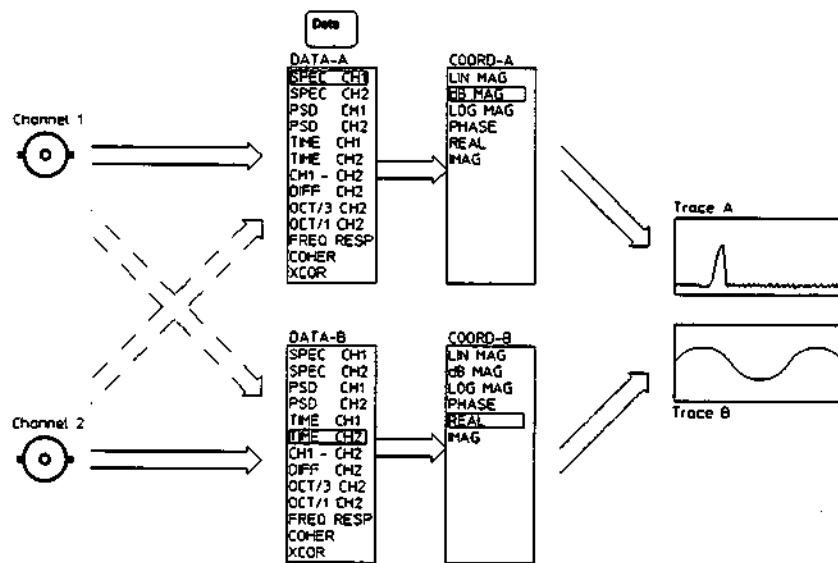 Data
DATA-A
SPEC CH1
SPEC CH2
PSD CH1
PSD CH2
TIME CH1
TIME CH2
CH1 - CH2
DIFF CH2
OCT/3 CH2
OCT/1 CH2
FREQ RESP
COHER
XCOR
COORD-A
LIN MAG
dB MAG
LOG MAG
PHASE
REAL
IMAG
Channel 1
Trace A
DATA-B
SPEC CH1
SPEC CH2
PSD CH1
PSD CH2
TIME CH1
TIME CH2
CH1 - CH2
DIFF CH2
OCT/3 CH2
OCT/1 CH2
FREQ RESP
COHER
XCOR
COORD-B
LIN MAG
dB MAG
LOG MAG
PHASE
REAL
IMAG
Channel 2
Trace B